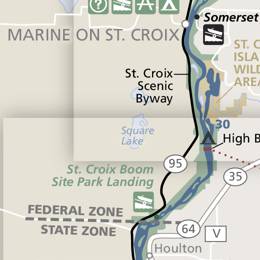 ?
Somerset
MARINE ON ST. CROIX
ST. C
ISLA
WILD
AREA
St. Croix
Scenic
Byway
30
Square
Lake
High B
95
35
St. Croix Boom
Site Park Landing
FEDERAL ZONE
STATE ZONE
64
V
Houlton